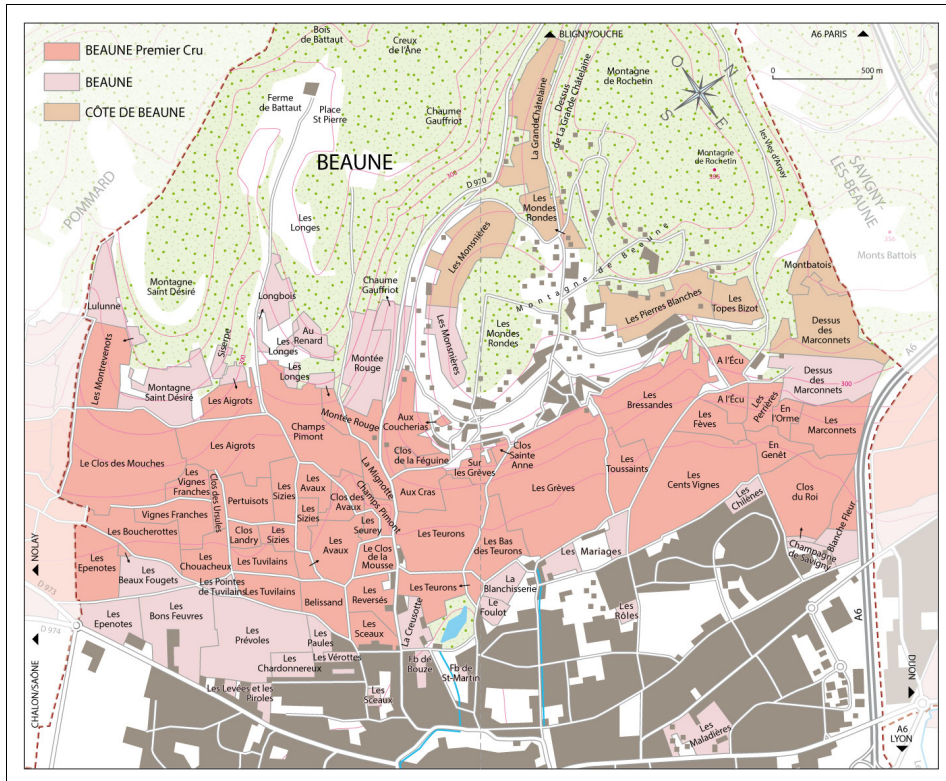 BEAUNE Premier Cru
BEAUNE
CÔTE DE BEAUNE
Bois
de Battaut
Creux
de l'Âne
BLIGNY/OUCHE
A6 PARIS
0
500 m
O
N
S
E
Ferme
de Battaut
Place
St Pierre
Chaume
Gauffriot
La Grande Châtelaine
Dessus
de La Grande Châtelaine
Montagne
de Rochetin
Montagne
de Rochetin
les Vies d'Arnay
BEAUNE
POMMARD
SAVIGNY-
LES BEAUNE
Monts Battois
356
D 970
Les
Mondes
Rondes
Les
Longes
Les Monsnières
Montagne de Beaune
Montbatois
Montagne
Saint Désiré
Chaume
Gauffriot
Longbois
Lulunne
Les Pierres Blanches
Les
Topes Bizot
Dessus
des
Marconnets
Les
Mondes
Rondes
Les Monsnières
Siserpe
Au
Renard
Les
Longes
Montée
Rouge
Les
Longes
A6
Les Montrevenots
Montagne
Saint Désiré
Les Aigrots
A l'Écu
Dessus
des
Marconnets
300
Les
Bressandes
A l'Écu
Les
Perrières
Les
Fèves
En
l'Orme
Les
Marconnets
Montée Rouge
Aux
Coucherias
Champs
Pimont
Clos
Sainte
Anne
Les Aigrots
Clos
de la Féguine
Sur
les Grèves
Les
Toussaints
En
Genêt
Le Clos des Mouches
La Mignotte
Les
Vignes
Franches
Clos des Ursules
Pertuisots
Les
Sizies
Les
Avaux
Clos des
Avaux
Champs Pimont
Aux Cras
Les Grèves
Les
Cents Vignes
Clos
du Roi
Les
Chilènes
Vignes Franches
Les
Sizies
Les
Seurey
Les Boucherottes
Clos
Landry
Les
Sizies
Les
Avaux
Les Teurons
Les Bas
des Teurons
Blanche Fleur
Champagne
de Savigny
Les
Epenotes
Les
Chouacheux
Les Tuvilains
Le Clos
de la
Mousse
Les Mariages
Les
Beaux Fougets
Les Pointes
de Tuvilains
Les Tuvilains
Belissand
Les
Reversés
Les Teurons
La
Blanchisserie
Le
Foulot
NOLAY
D 973
D 974
Les
Epenotes
Les
Bons Feuvres
Les
Prévoles
Les
Paules
Les
Sceaux
La Creusotte
Les
Rôles
A6
Les Vérottes
Les
Chardonnereux
Fb de
Bouze
Fb de
St-Martin
CHALON/SAÔNE
Les Levées et les
Piroles
Les
Sceaux
Les
Maladières
DIJON
A6
LYON